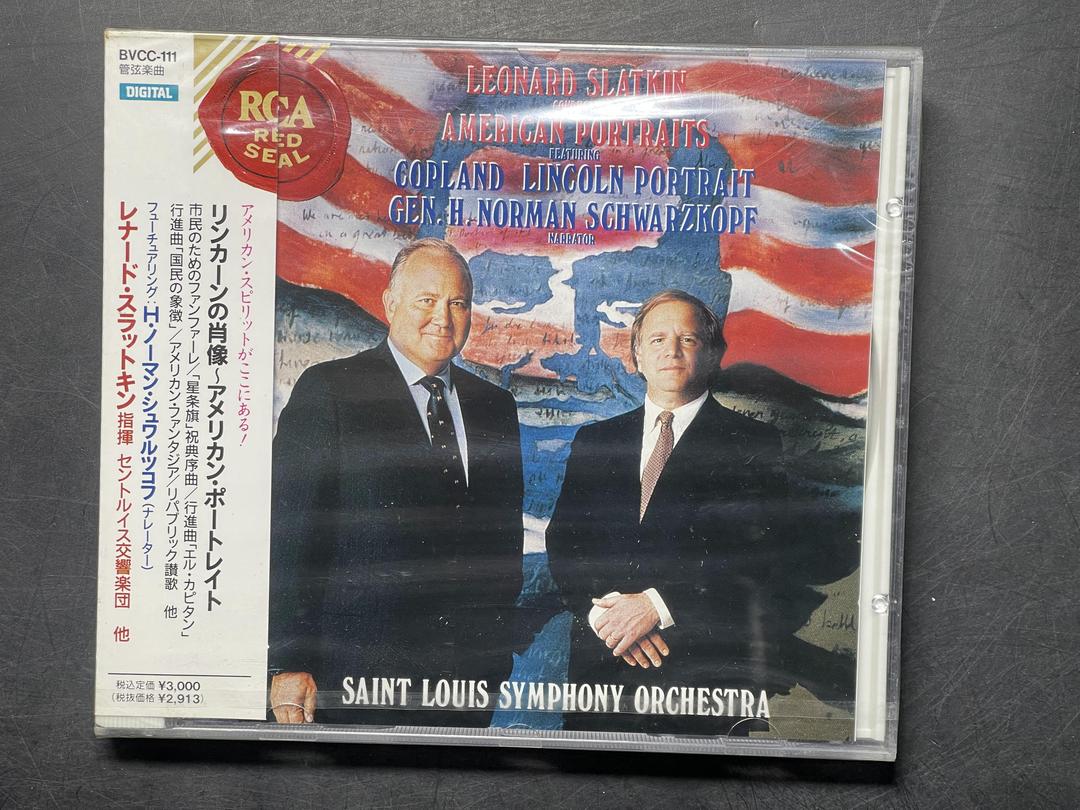 BVCC-111
管弦楽曲
DIGITAL
RCA
RED
SEAL
アメリカン・スピリットがここにある!
リンカーンの肖像〜アメリカン・ポートレイト
市民のためのファンファーレ/「星条旗」祝典序曲/行進曲「エル・カピタン」
行進曲「国民の象徴」/アメリカン・ファンタジア/リパブリック讃歌 他
フューチュアリング:H・ノーマン・シュワルツコフ(ナレーター)
レナード・スラットキン指揮 セントルイス交響楽団 他
税込定価 ¥3,000
(税抜価格 ¥2,913)
LEONARD SLATKIN
AMERICAN PORTRAITS
FEATURING
COPLAND LINCOLN PORTRAIT
GEN. H. NORMAN SCHWARZKOPF
NARRATOR
We are met
in a great
SAINT LOUIS SYMPHONY ORCHESTRA